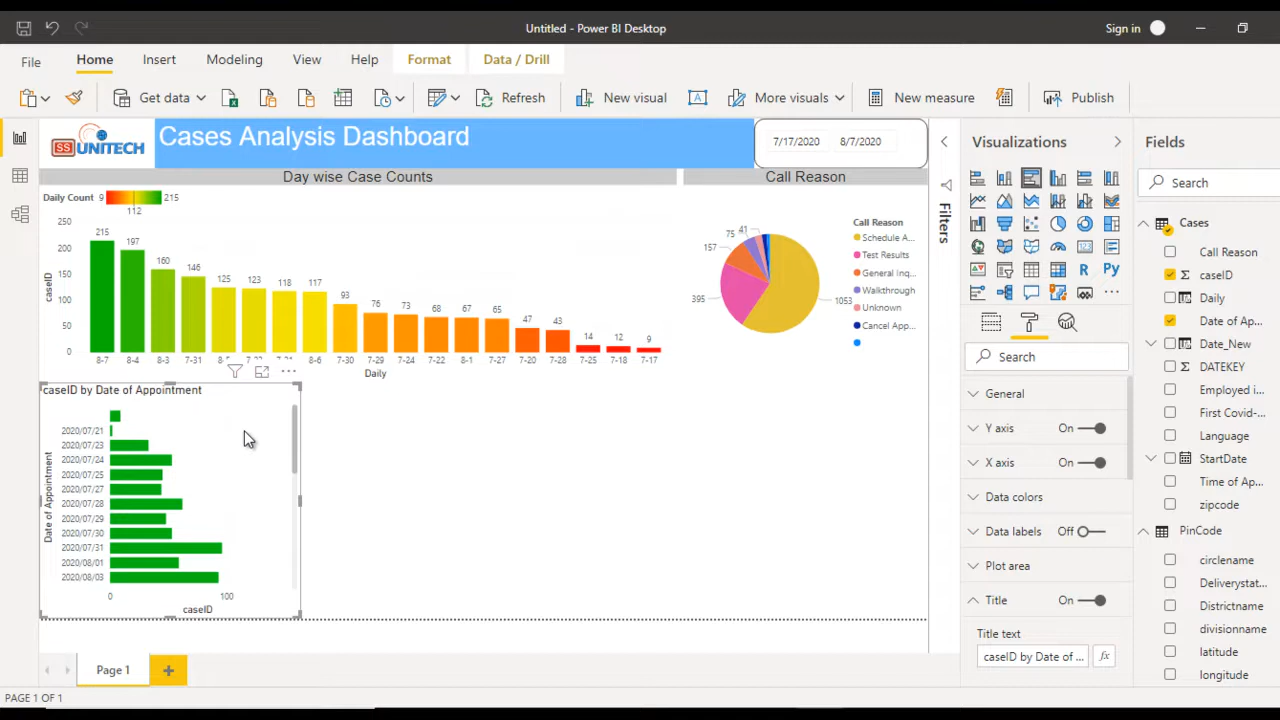 Untitled - Power BI Desktop
Sign in
File Home Insert Modeling View Help Format Data / Drill
Get data Refresh New visual More visuals New measure Publish
SS UNITECH
Cases Analysis Dashboard
7/17/2020 8/7/2020
Day wise Case Counts
Call Reason
Daily Count 9 215
112
250
200
150
100
50
0
caseID
215 197 160 146 125 123 118 117 93 76 73 68 67 65 47 43 14 12 9
8-7 8-4 8-3 7-31 8-6 7-30 7-29 7-24 7-22 8-1 7-27 7-20 7-28 7-25 7-18 7-17
Daily
75 41
157
395
1053
Call Reason
Schedule A...
Test Results
General Inq...
Walkthrough
Unknown
Cancel App...
caseID by Date of Appointment
2020/07/21
2020/07/23
2020/07/24
2020/07/25
2020/07/27
2020/07/28
2020/07/29
2020/07/30
2020/07/31
2020/08/01
2020/08/03
Date of Appointment
0 100
caseID
Page 1
PAGE 1 OF 1
Filters
Visualizations
R Py
Search
General
Y axis On
X axis On
Data colors
Data labels Off
Plot area
Title On
Title text
caseID by Date of ...
fx
Fields
Search
Cases
Call Reason
caseID
Daily
Date of Ap...
Date_New
DATEKEY
Employed i...
First Covid-...
Language
StartDate
Time of Ap...
zipcode
PinCode
circlename
Deliverystat...
Districtname
divisionname
latitude
longitude